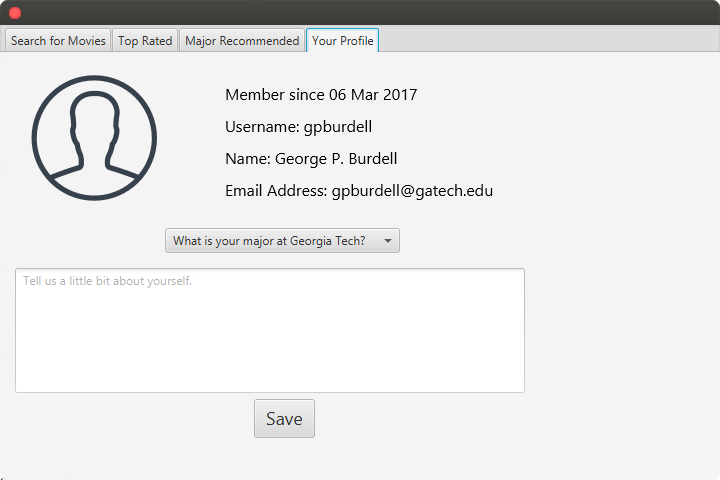 Search for Movies Top Rated Major Recommended Your Profile
Member since 06 Mar 2017
Username: gpburdell
Name: George P. Burdell
Email Address: gpburdell@gatech.edu
What is your major at Georgia Tech?
Tell us a little bit about yourself.
Save